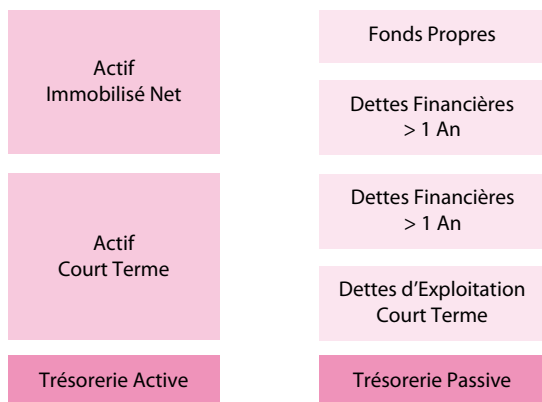 Actif
Immobilisé Net
Actif
Court Terme
Trésorerie Active
Fonds Propres
Dettes Financières
> 1 An
Dettes Financières
> 1 An
Dettes d'Exploitation
Court Terme
Trésorerie Passive